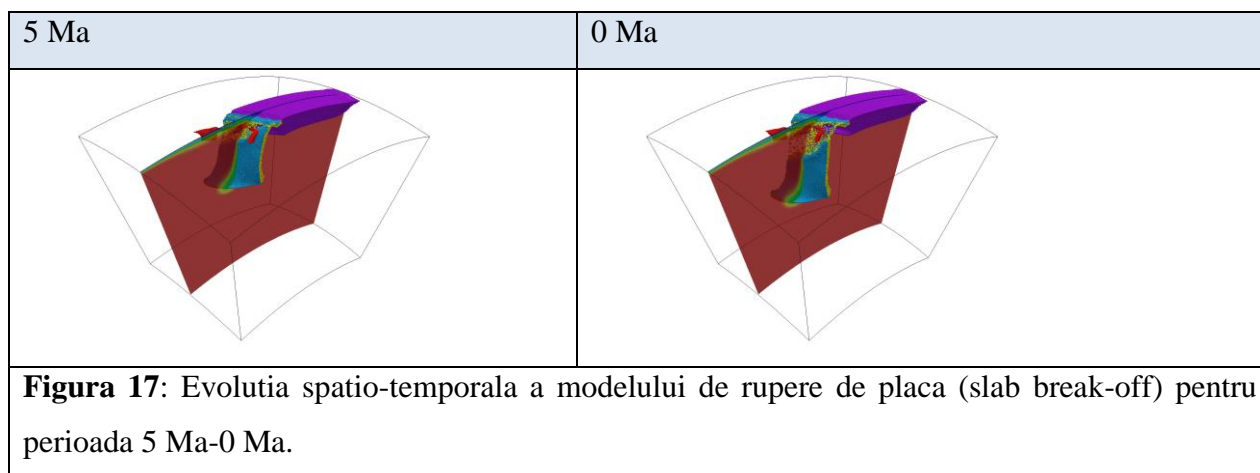 5 Ma
0 Ma
Figura 17: Evolutia spatio-temporala a modelului de rupere de placa (slab break-off) pentru
perioada 5 Ma-0 Ma.